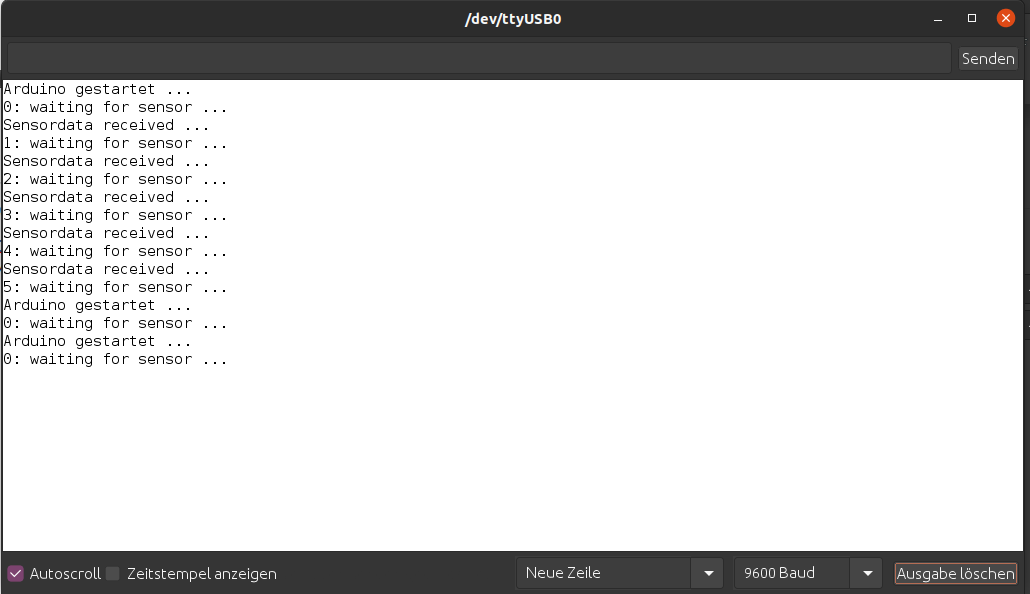 /dev/ttyUSB0
Senden
Arduino gestartet ...
0: waiting for sensor ...
Sensordata received ...
1: waiting for sensor ...
Sensordata received ...
2: waiting for sensor ...
Sensordata received ...
3: waiting for sensor ...
Sensordata received ...
4: waiting for sensor ...
Sensordata received ...
5: waiting for sensor ...
Arduino gestartet ...
0: waiting for sensor ...
Arduino gestartet ...
0: waiting for sensor ...
Autoscroll Zeitstempel anzeigen Neue Zeile 9600 Baud Ausgabe löschen